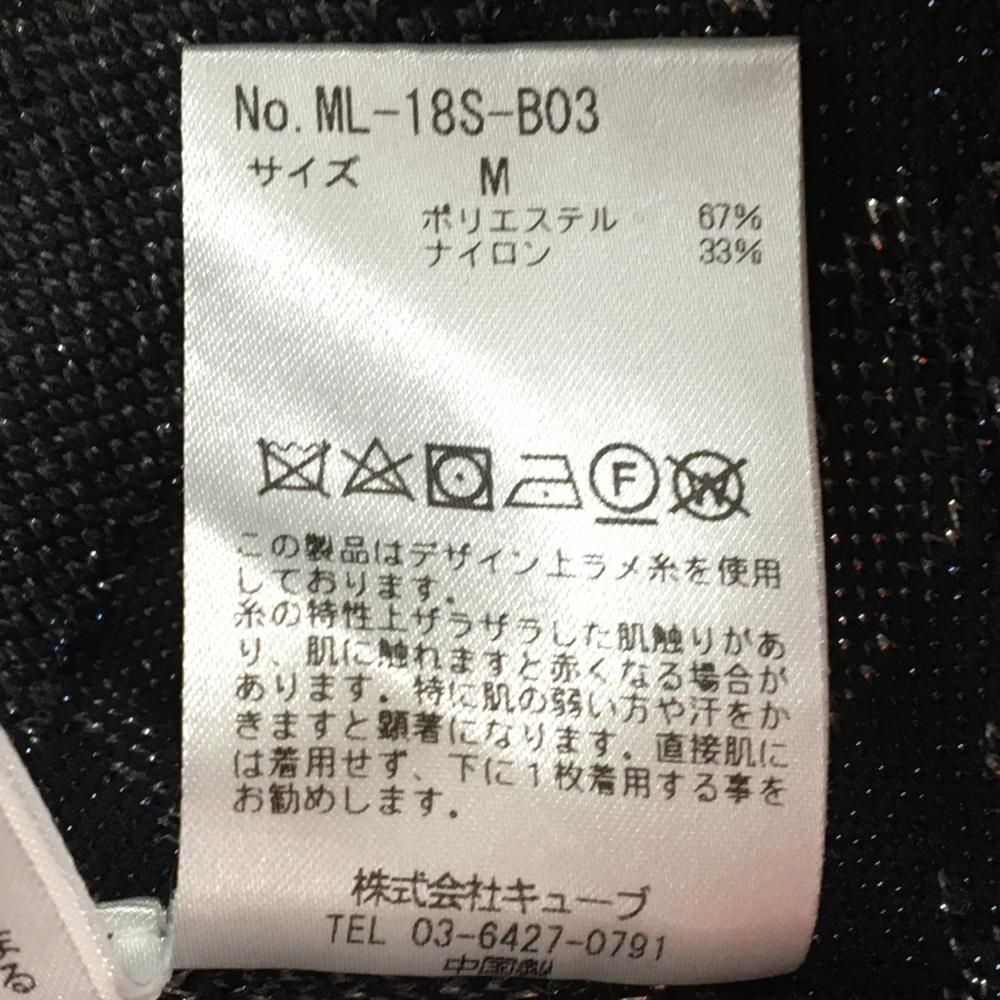 No. ML-18S-B03
サイズ M
ポリエステル 67%
ナイロン 33%
F
W
この製品はデザイン上ラメ糸を使用
しております。
糸の特性上ザラザラした肌触りがあ
り、肌に触れますと赤くなる場合が
あります。特に肌の弱い方や汗をか
きますと顕著になります。直接肌に
は着用せず、下に1枚着用する事を
お勧めします。
株式会社キューブ
TEL 03-6427-0791
中国製
まる